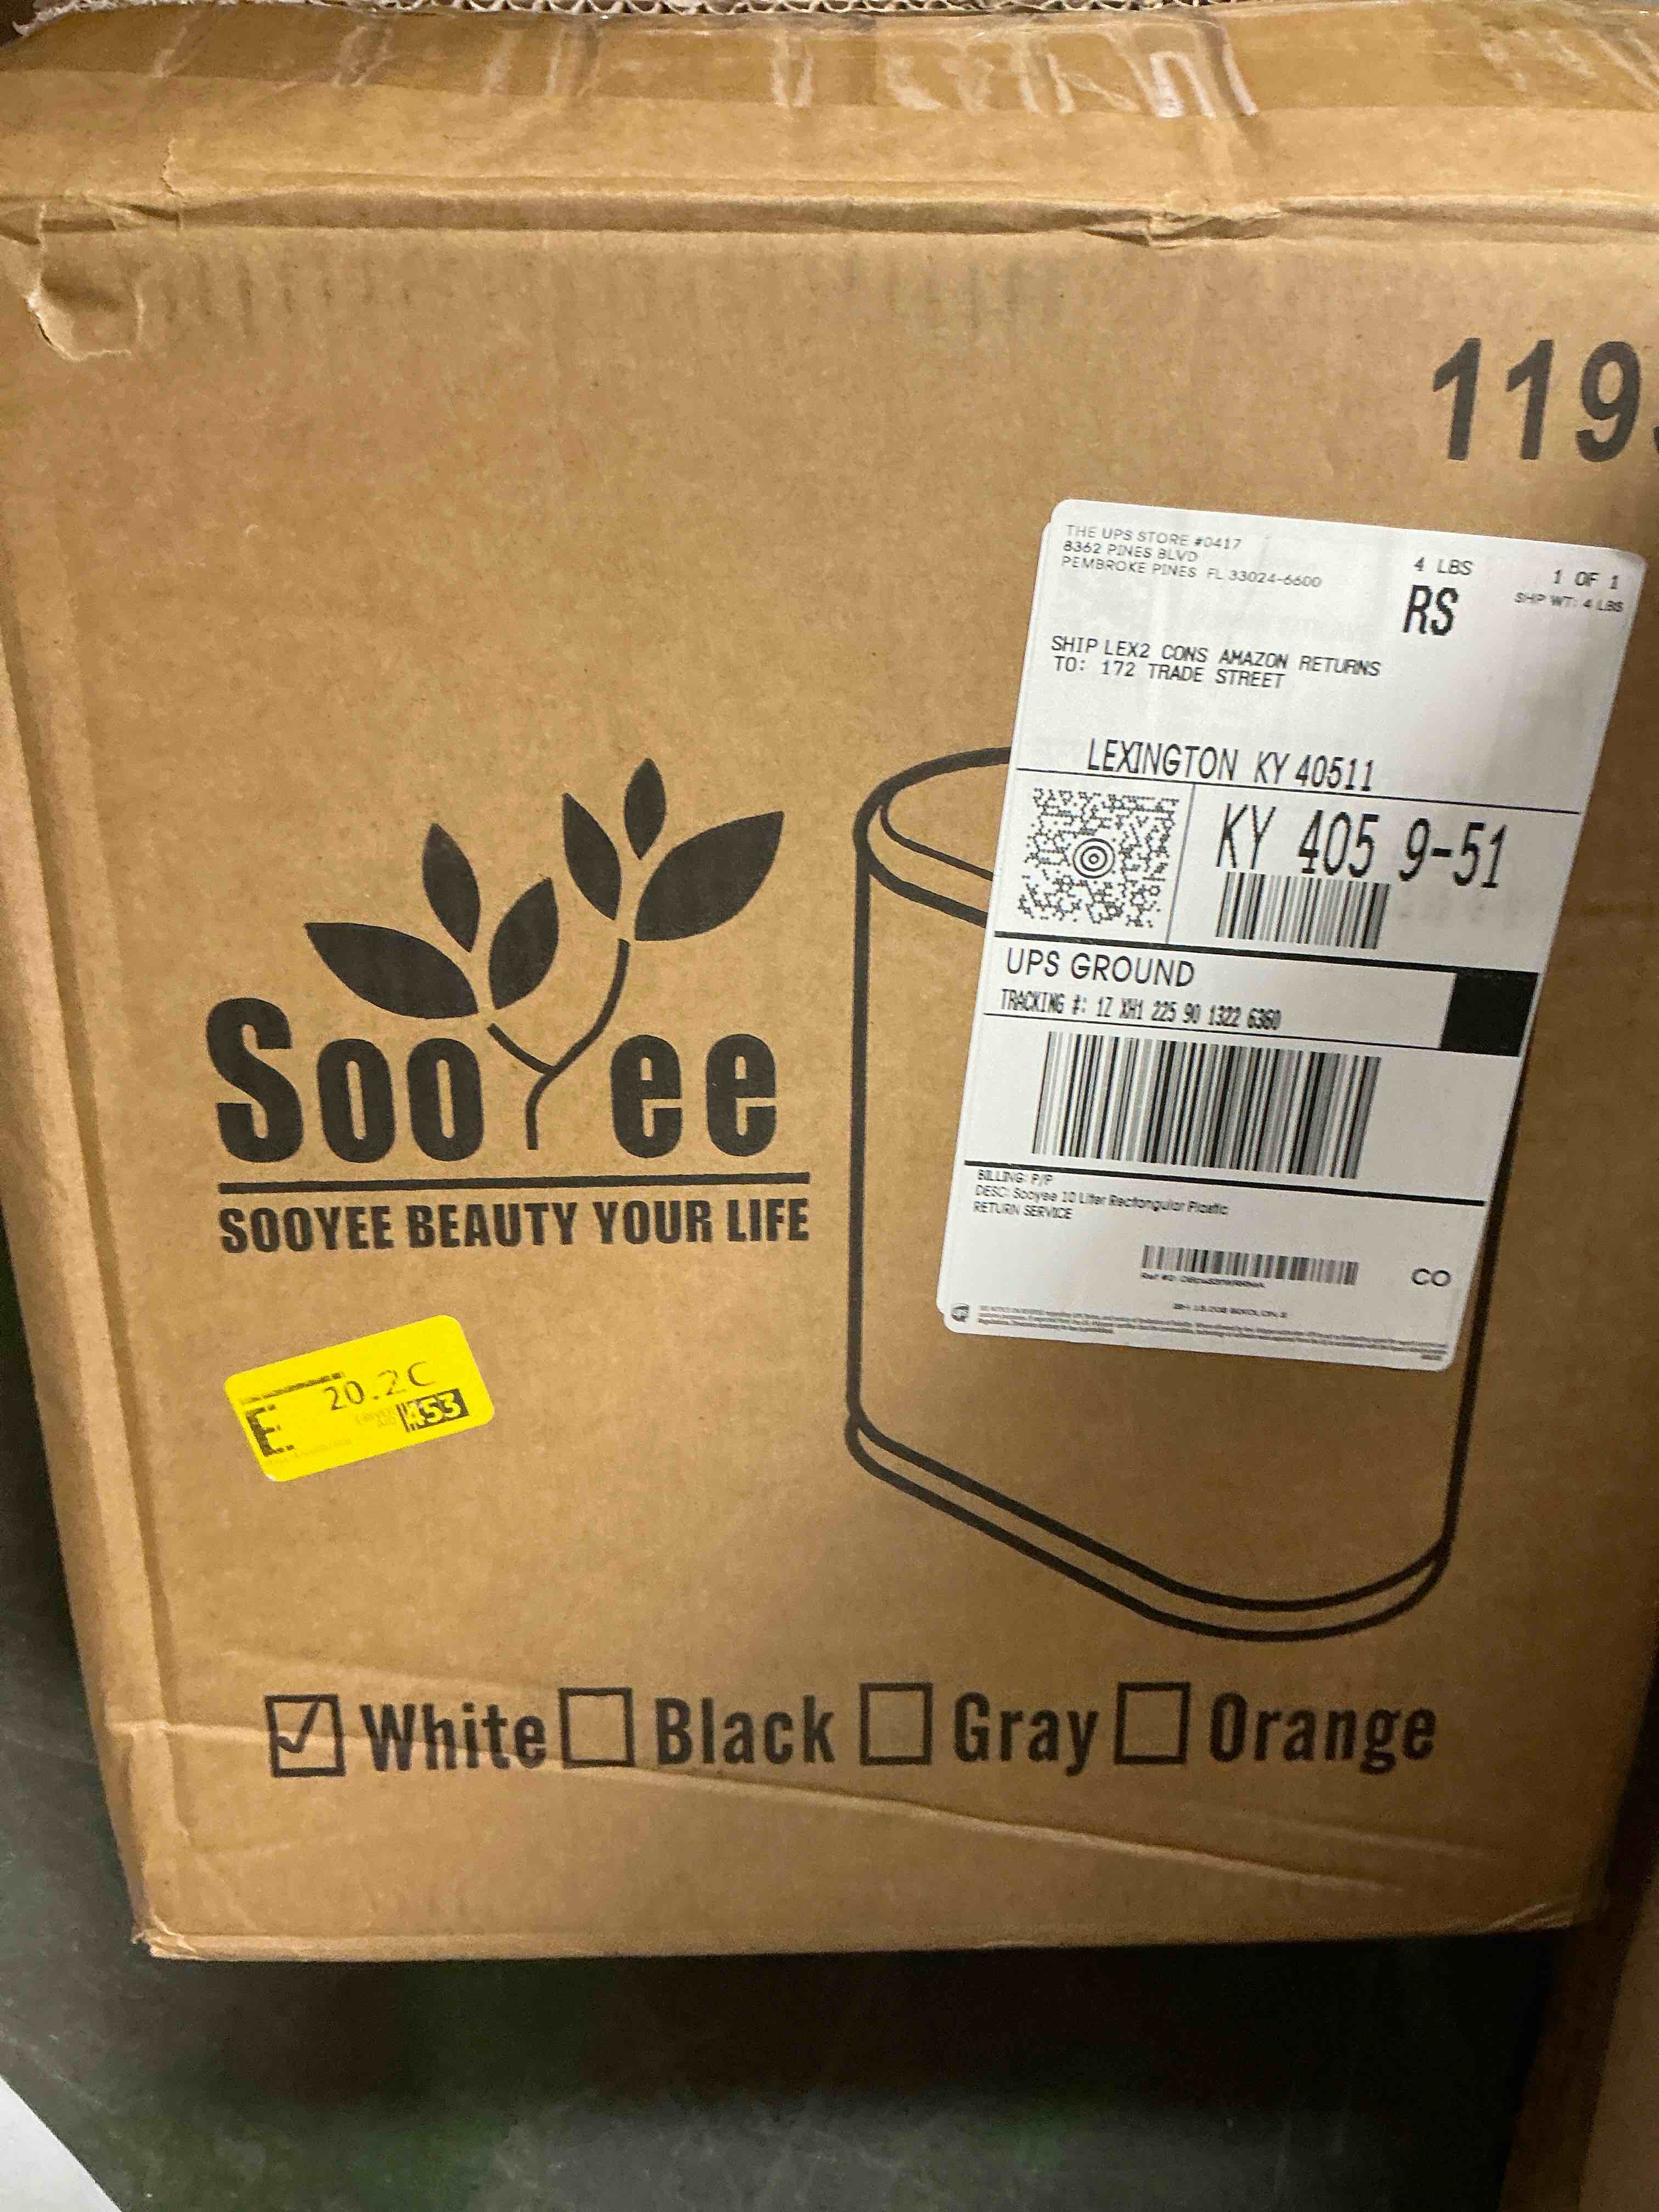 119
THE UPS STORE #0417
8362 PINES BLVD
PEMBROKE PINES FL 33024-6600
4 LBS
1 OF 1
RS
SHP WT: 4 LBS
SHIP LEX2 CONS AMAZON RETURNS
TO: 172 TRADE STREET
LEXINGTON KY 40511
KY 405 9-51
UPS GROUND
TRACKING #: 1Z XH1 225 90 1322 6360
BILLING: P/P
DESC: Sooyee 10 Liter Rectangular Plastic
RETURN SERVICE
CO
SooYee
SOOYEE BEAUTY YOUR LIFE
E
20.2C
453
White Black Gray Orange